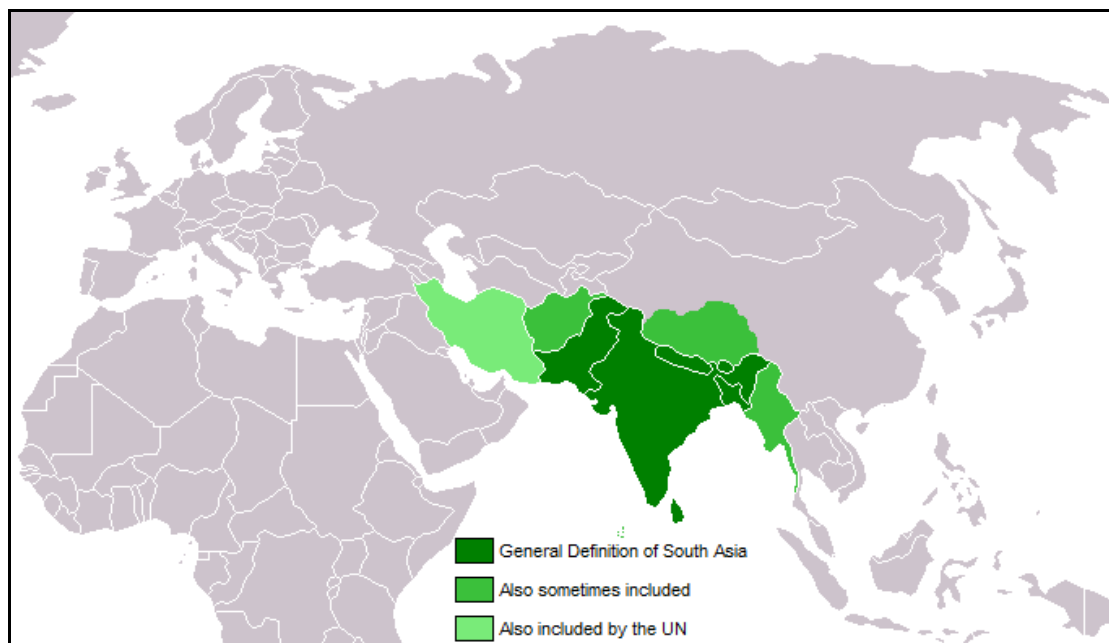 General Definition of South Asia
Also sometimes included
Also included by the UN